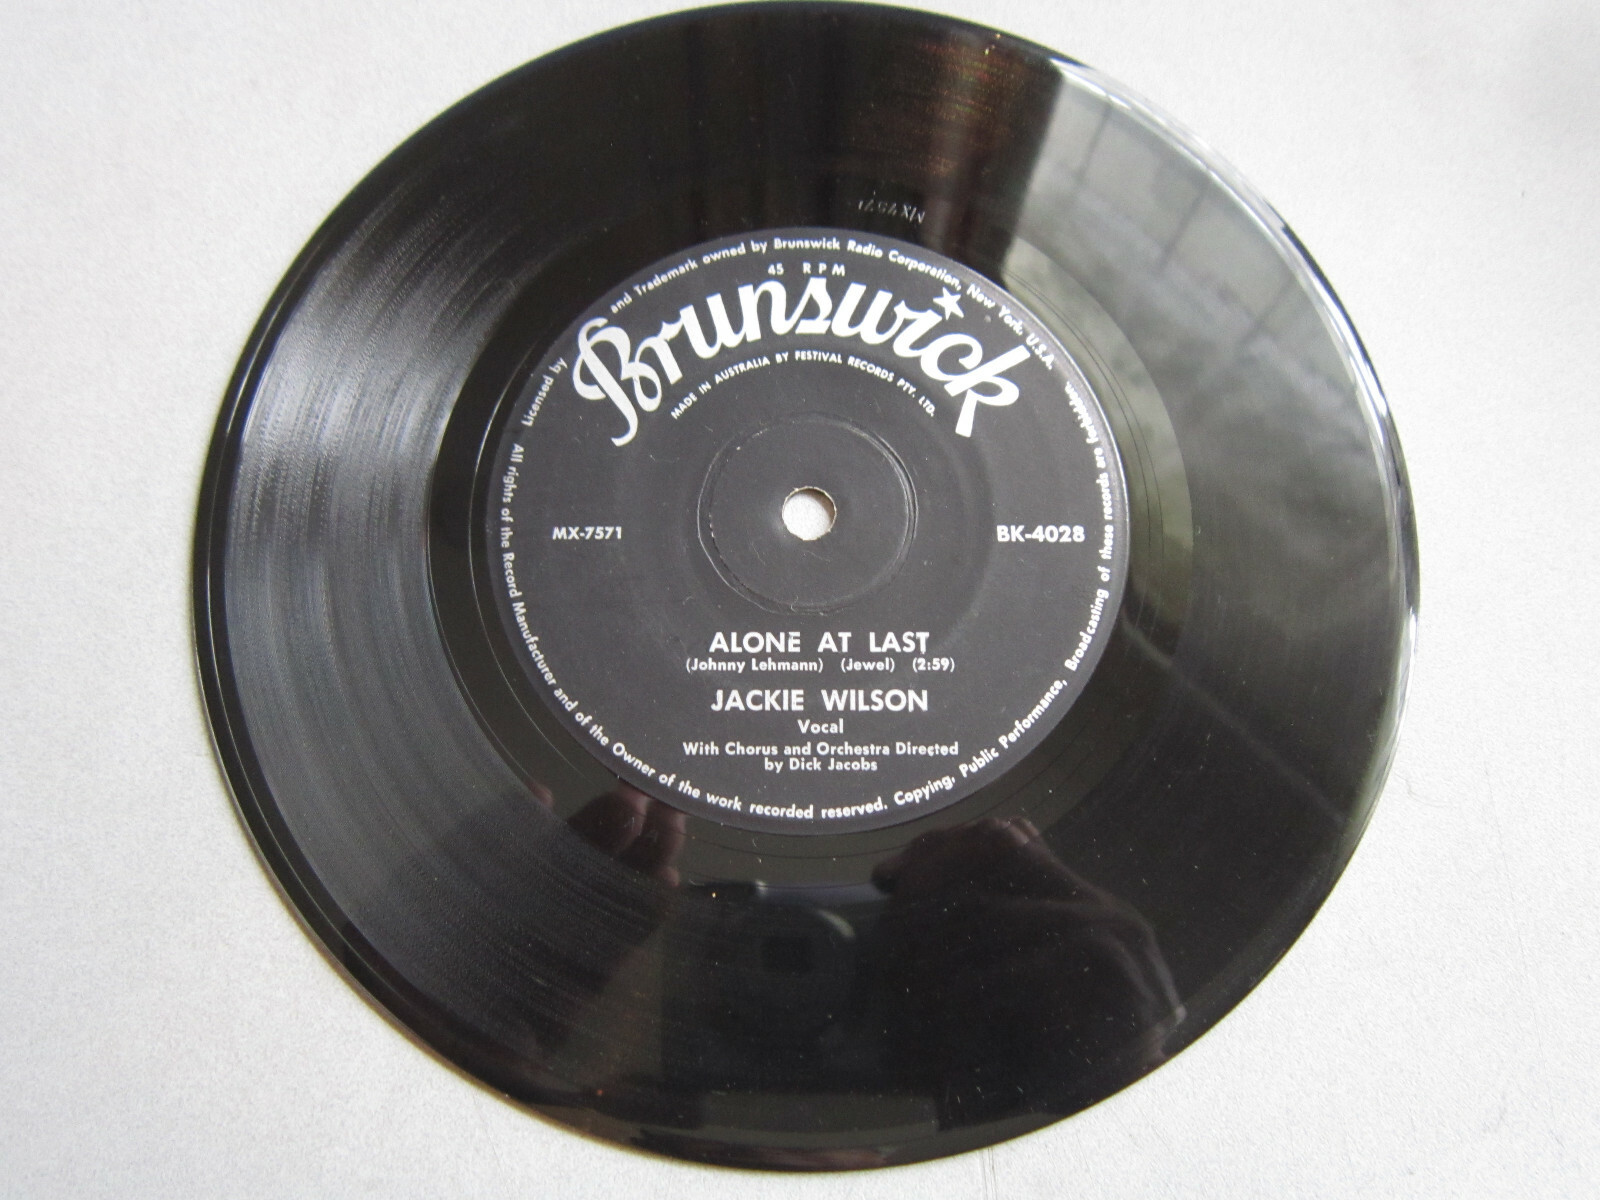 Licensed by and Trademark owned by Brunswick Radio Corporation, New York, U.S.A.
45 RPM
Brunswick
MADE IN AUSTRALIA BY FESTIVAL RECORDS PTY. LTD.
MX-7571
BK-4028
ALONE AT LAST
(Johnny Lehmann) (Jewel) (2:59)
JACKIE WILSON
Vocal
With Chorus and Orchestra Directed
by Dick Jacobs
All rights of the Record Manufacturer and of the Owner of the work recorded reserved. Copying, Public Performance, Broadcasting of these records are forbidden.
MX7571